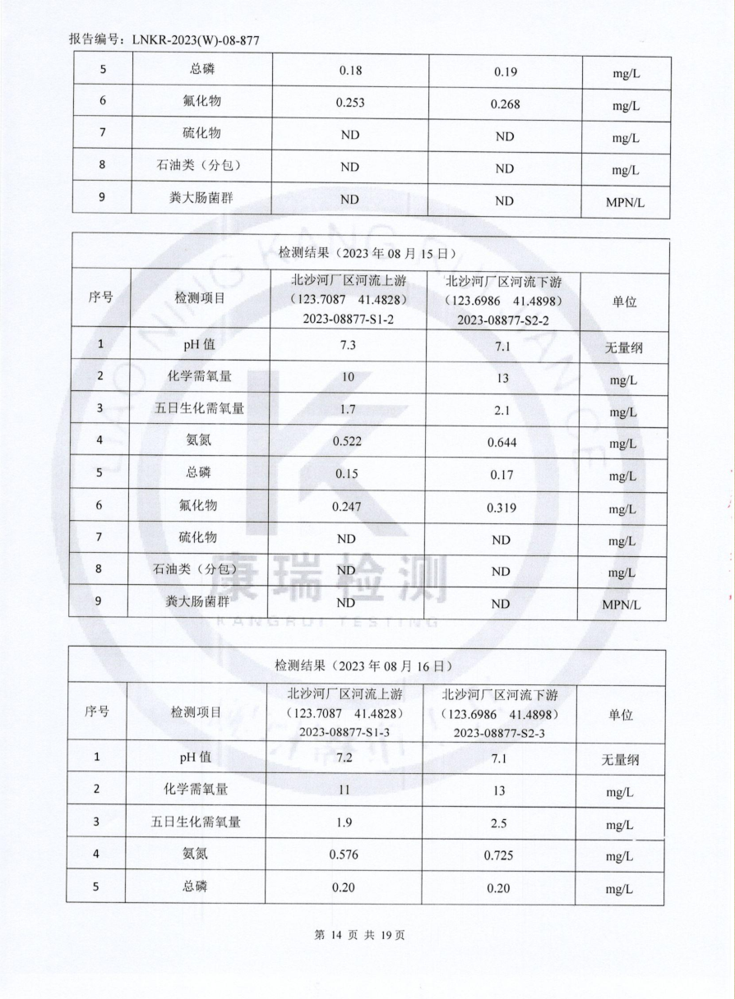 报告编号：LNKR-2023(W)-08-877
5 总磷 0.18 0.19 mg/L
6 氟化物 0.253 0.268 mg/L
7 硫化物 ND ND mg/L
8 石油类（分包） ND ND mg/L
9 粪大肠菌群 ND ND MPN/L
检测结果（2023 年 08 月 15 日）
序号 检测项目 北沙河厂区河流上游 北沙河厂区河流下游 单位
（123.7087 41.4828） （123.6986 41.4898）
2023-08877-S1-2 2023-08877-S2-2
1 pH 值 7.3 7.1 无量纲
2 化学需氧量 10 13 mg/L
3 五日生化需氧量 1.7 2.1 mg/L
4 氨氮 0.522 0.644 mg/L
5 总磷 0.15 0.17 mg/L
6 氟化物 0.247 0.319 mg/L
7 硫化物 ND ND mg/L
8 石油类（分包） ND ND mg/L
9 粪大肠菌群 ND ND MPN/L
康瑞检测
KANGRUI TESTING
检测结果（2023 年 08 月 16 日）
序号 检测项目 北沙河厂区河流上游 北沙河厂区河流下游 单位
（123.7087 41.4828） （123.6986 41.4898）
2023-08877-S1-3 2023-08877-S2-3
1 pH 值 7.2 7.1 无量纲
2 化学需氧量 11 13 mg/L
3 五日生化需氧量 1.9 2.5 mg/L
4 氨氮 0.576 0.725 mg/L
5 总磷 0.20 0.20 mg/L
第 14 页 共 19 页